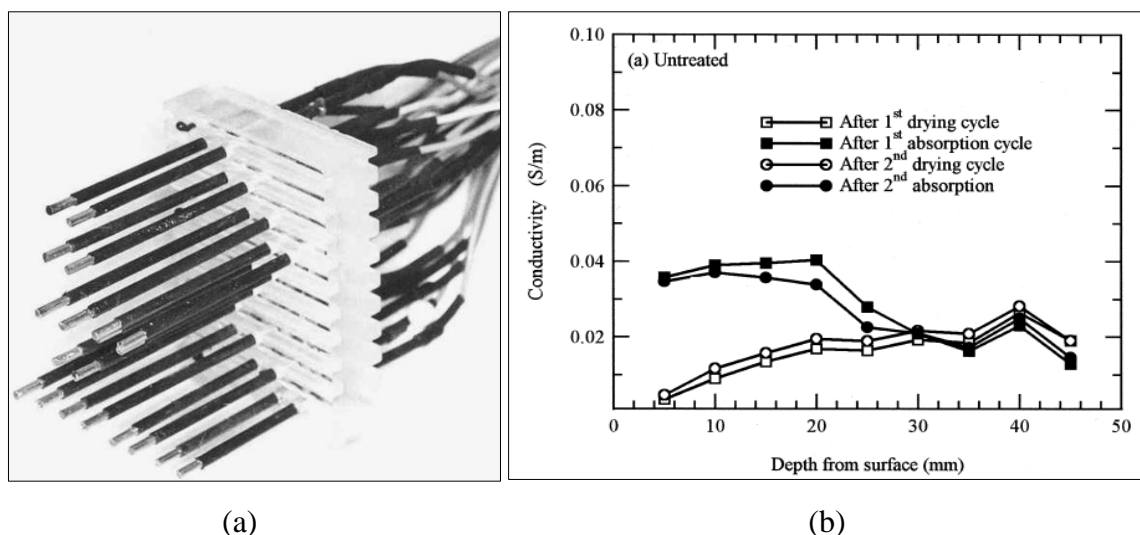 (a) Untreated
After 1st drying cycle
After 1st absorption cycle
After 2nd drying cycle
After 2nd absorption
Conductivity (S/m)
0.10
0.08
0.06
0.04
0.02
0 10 20 30 40 50
Depth from surface (mm)
(a) (b)